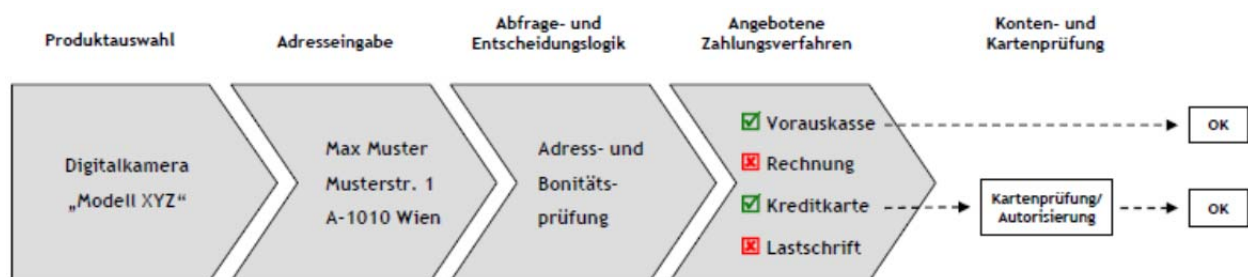 Produktauswahl
Adresseingabe
Abfrage- und
Entscheidungslogik
Angebotene
Zahlungsverfahren
Konten- und
Kartenprüfung
Digitalkamera
„Modell XYZ“
Max Muster
Musterstr. 1
A-1010 Wien
Adress- und
Bonitäts-
prüfung
Vorauskasse
Rechnung
Kreditkarte
Lastschrift
OK
Kartenprüfung/
Autorisierung
OK